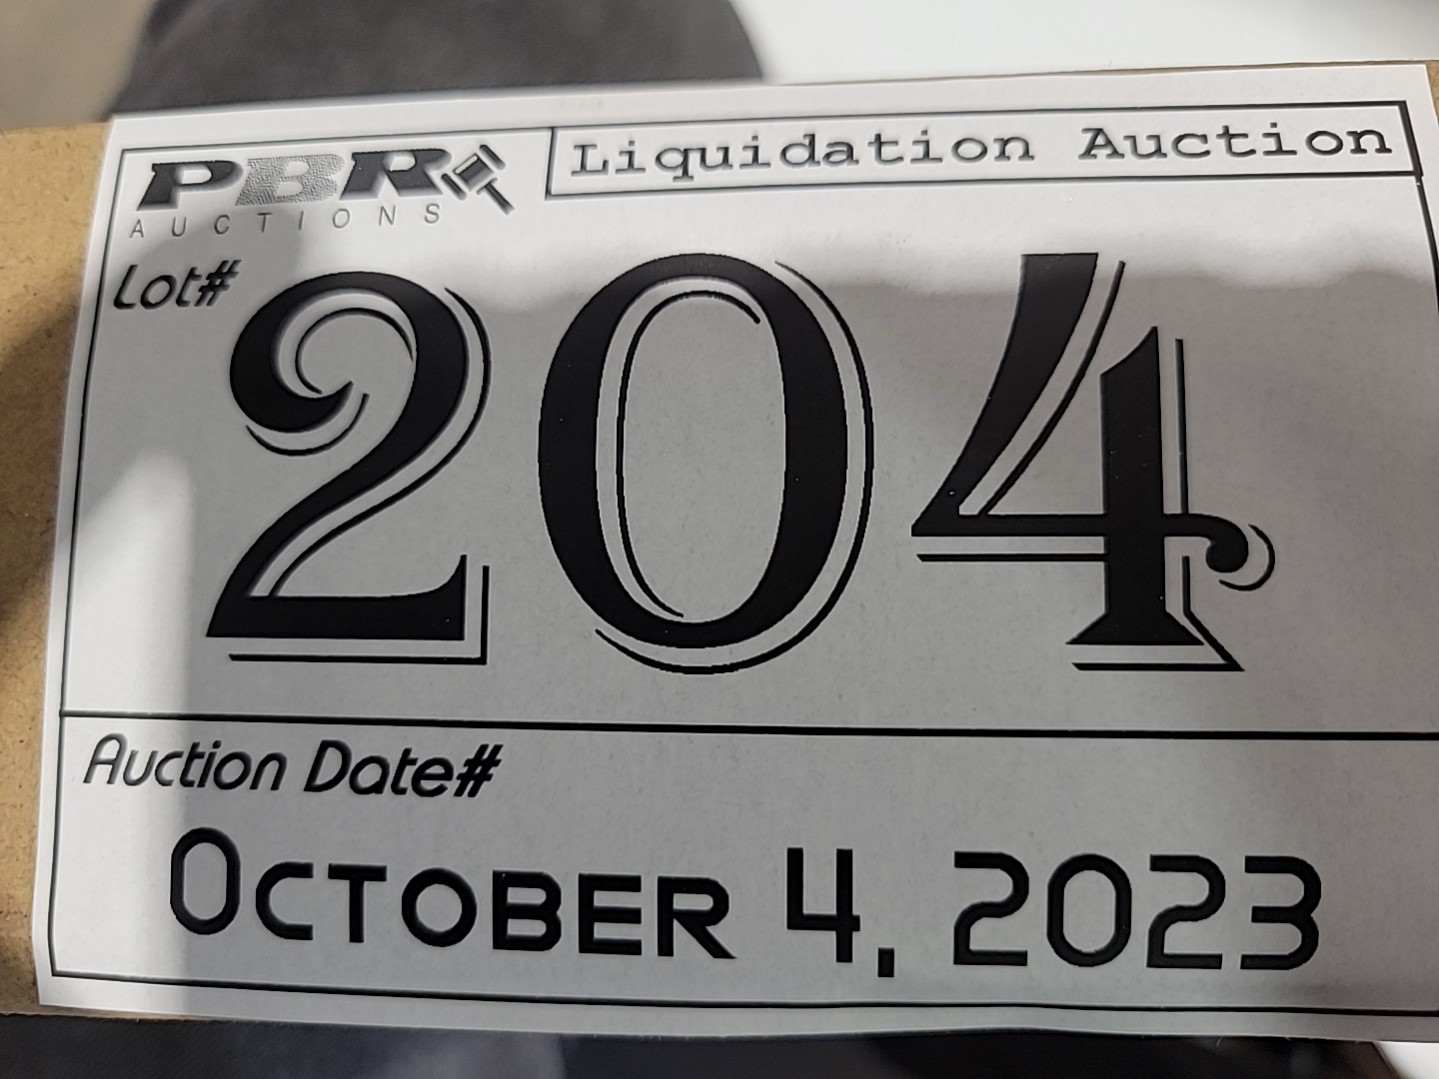 PBR
AUCTIONS
Liquidation Auction
Lot#
204
Auction Date#
October 4, 2023